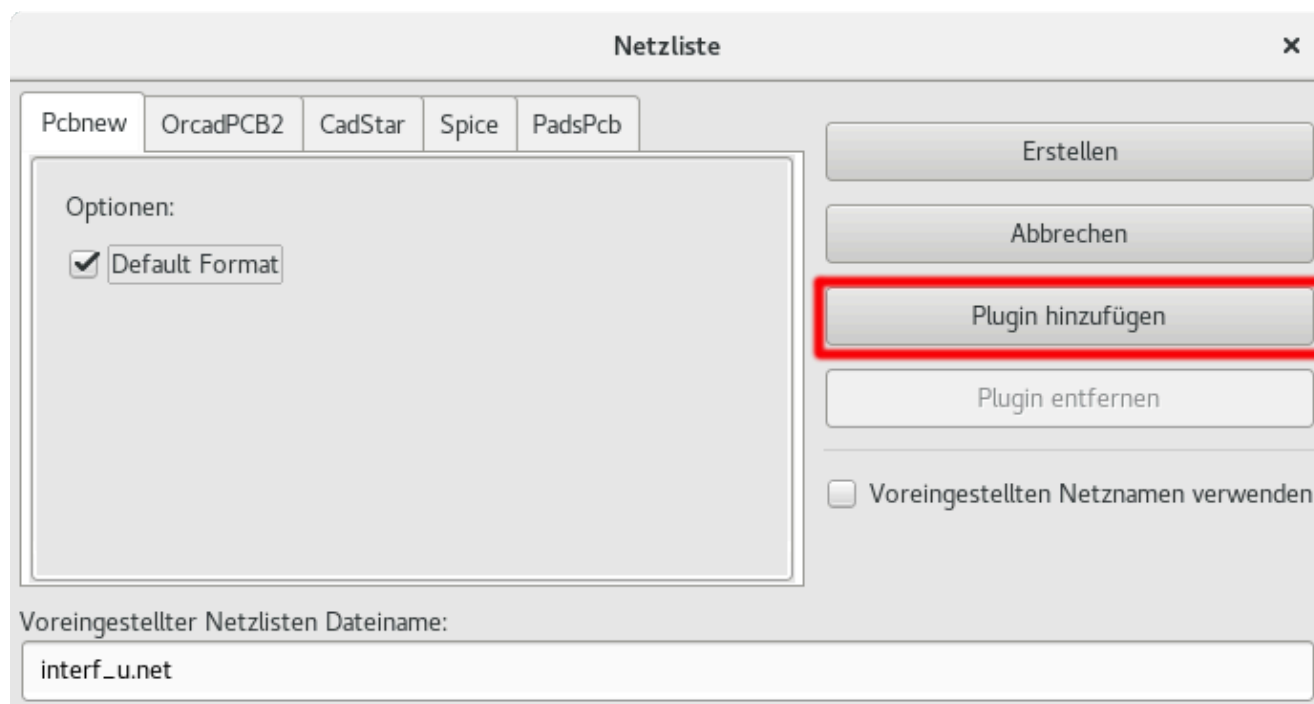 Netzliste
Pcbnew OrcadPCB2 CadStar Spice PadsPcb
Optionen:
Default Format
Erstellen
Abbrechen
Plugin hinzufügen
Plugin entfernen
Voreingestellten Netznamen verwenden
Voreingestellter Netzlisten Dateiname:
interf_u.net